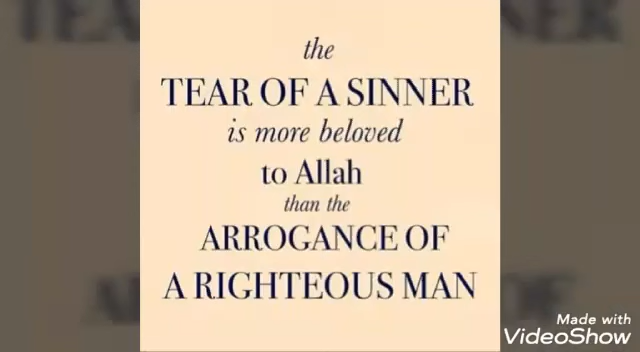 the
TEAR OF A SINNER
is more beloved
to Allah
than the
ARROGANCE OF
A RIGHTEOUS MAN
Made with
VideoShow